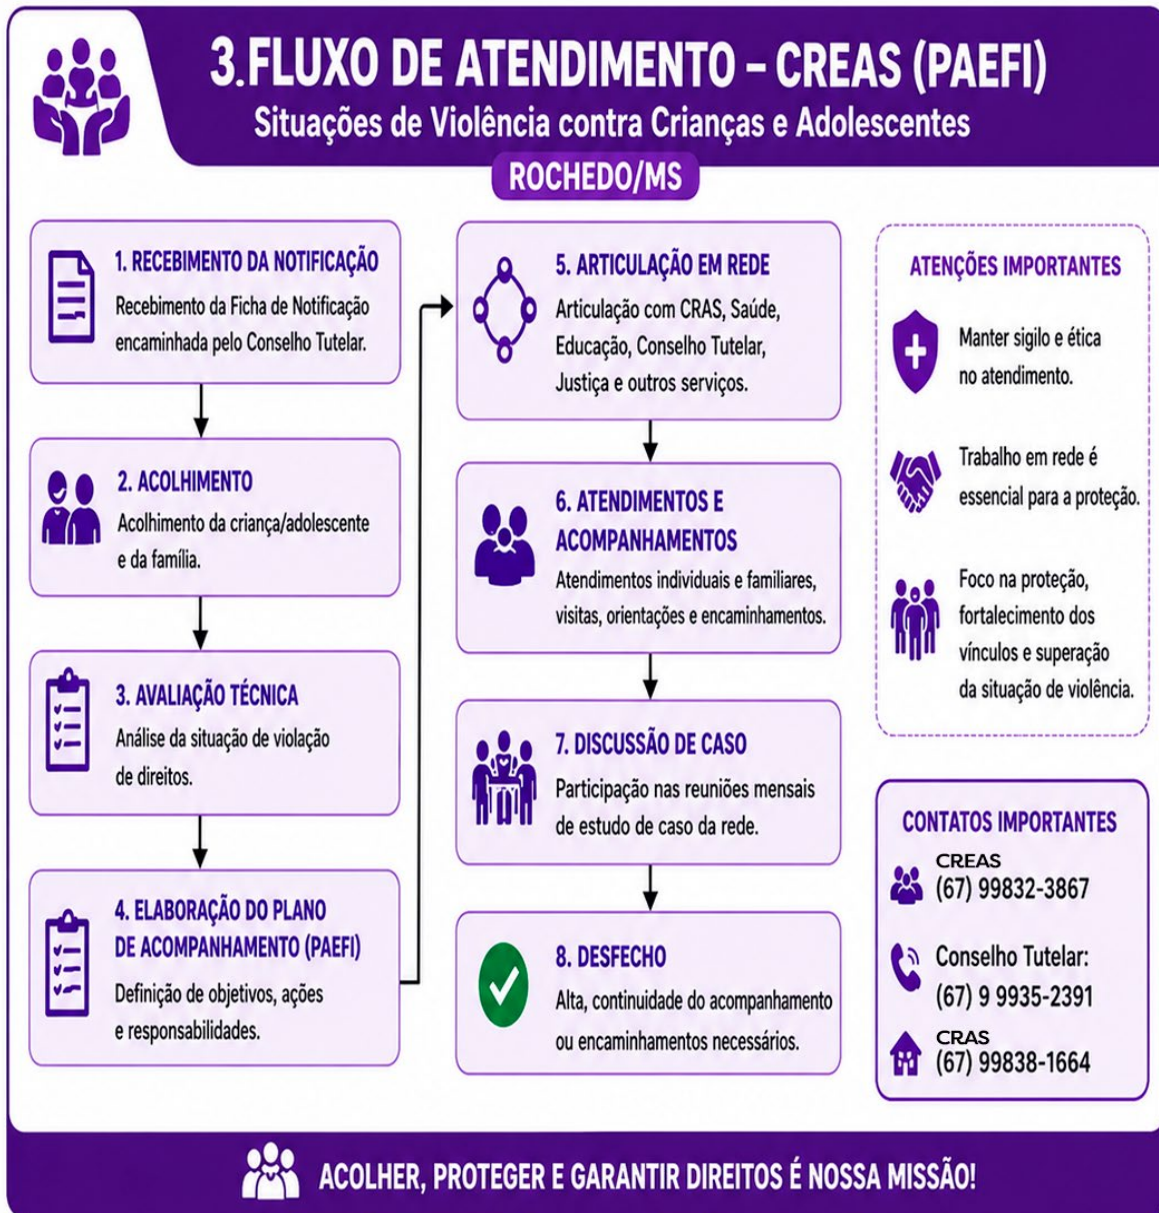 3.FLUXO DE ATENDIMENTO – CREAS (PAEFI)
Situações de Violência contra Crianças e Adolescentes
ROCHEDO/MS
1. RECEBIMENTO DA NOTIFICAÇÃO
Recebimento da Ficha de Notificação
encaminhada pelo Conselho Tutelar.
2. ACOLHIMENTO
Acolhimento da criança/adolescente
e da família.
3. AVALIAÇÃO TÉCNICA
Análise da situação de violação
de direitos.
4. ELABORAÇÃO DO PLANO
DE ACOMPANHAMENTO (PAEFI)
Definição de objetivos, ações
e responsabilidades.
5. ARTICULAÇÃO EM REDE
Articulação com CRAS, Saúde,
Educação, Conselho Tutelar,
Justiça e outros serviços.
6. ATENDIMENTOS E
ACOMPANHAMENTOS
Atendimentos individuais e familiares,
visitas, orientações e encaminhamentos.
7. DISCUSSÃO DE CASO
Participação nas reuniões mensais
de estudo de caso da rede.
8. DESFECHO
Alta, continuidade do acompanhamento
ou encaminhamentos necessários.
ATENÇÕES IMPORTANTES
Manter sigilo e ética
no atendimento.
Trabalho em rede é
essencial para a proteção.
Foco na proteção,
fortalecimento dos
vínculos e superação
da situação de violência.
CONTATOS IMPORTANTES
CREAS
(67) 99832-3867
Conselho Tutelar:
(67) 9 9935-2391
CRAS
(67) 99838-1664
ACOLHER, PROTEGER E GARANTIR DIREITOS É NOSSA MISSÃO!